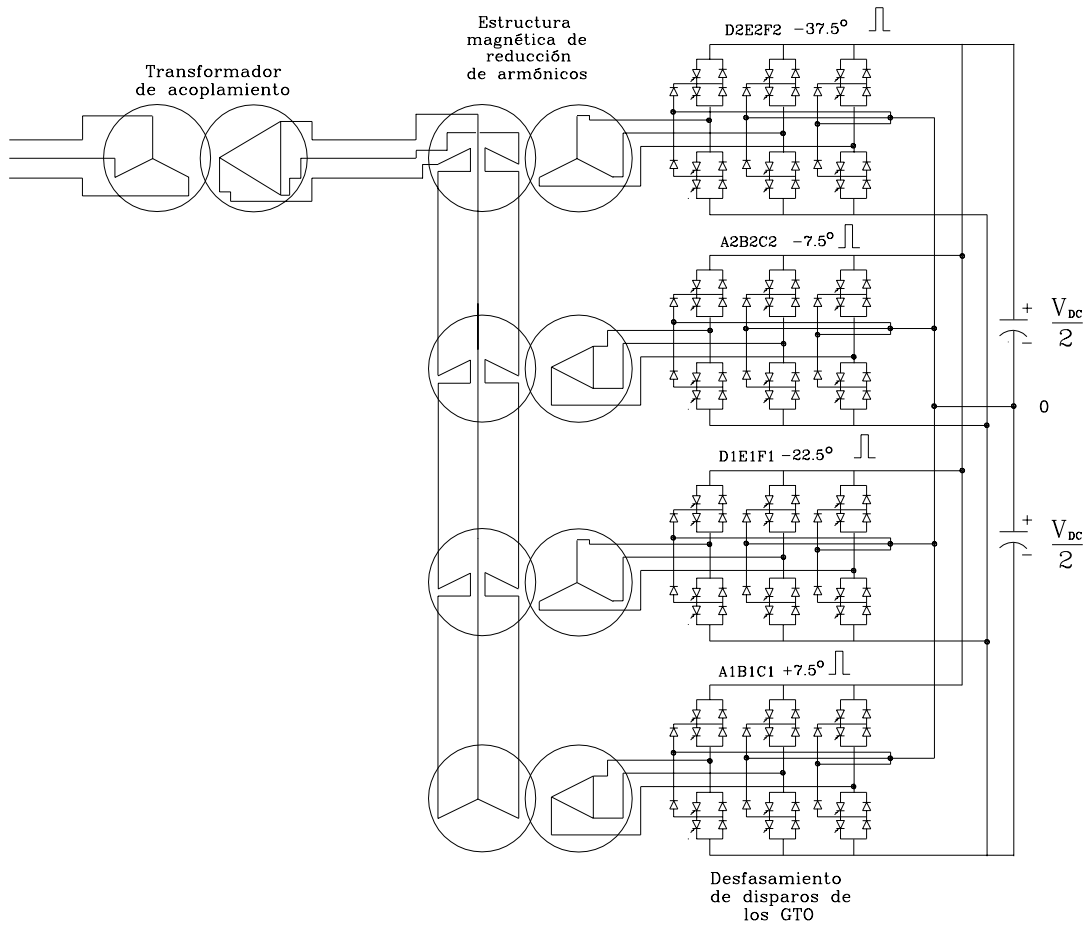 Estructura
magnética de
reducción
de armónicos
Transformador
de acoplamiento
D2E2F2 -37.5°
A2B2C2 -7.5°
+
V_DC
2
-
0
D1E1F1 -22.5°
+
V_DC
2
-
A1B1C1 +7.5°
Desfasamiento
de disparos de
los GTO